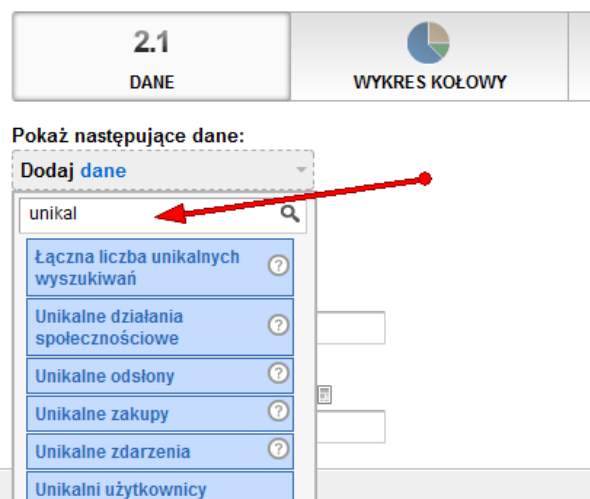 2.1
DANE
WYKRES KOŁOWY
Pokaż następujące dane:
Dodaj dane
unikal
Łączna liczba unikalnych
wyszukiwań
?
Unikalne działania
społecznościowe
?
Unikalne odsłony
?
Unikalne zakupy
?
Unikalne zdarzenia
?
Unikalni użytkownicy